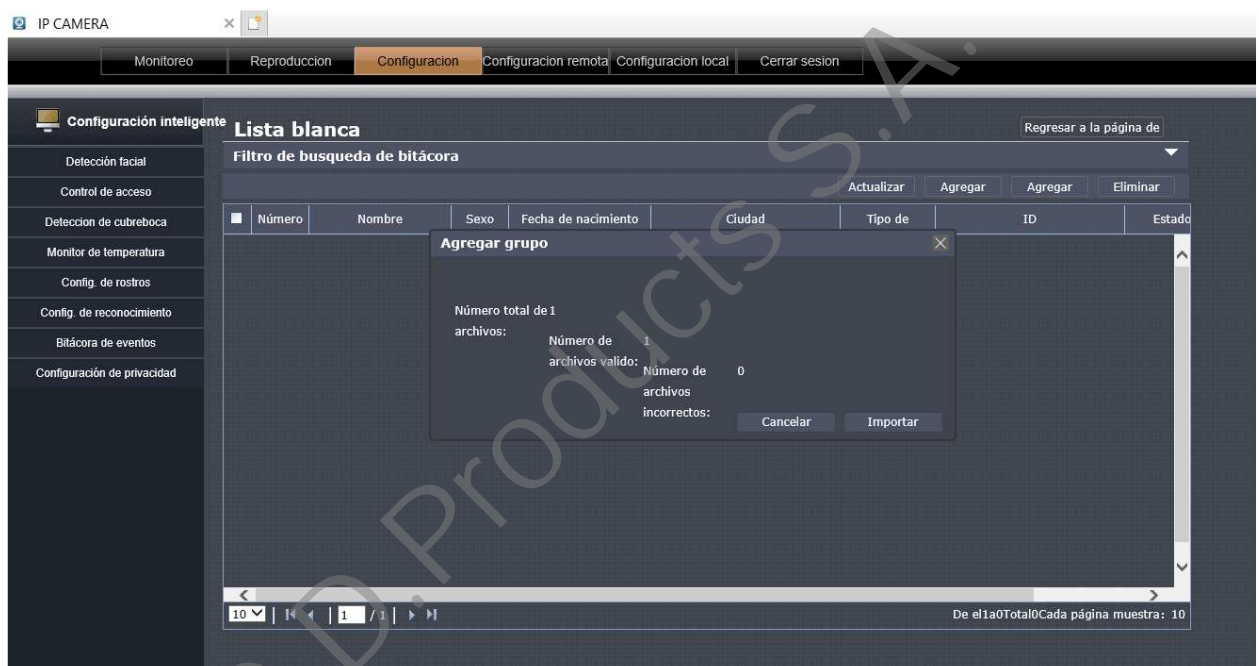 IP CAMERA
Monitoreo Reproduccion Configuracion Configuracion remota Configuracion local Cerrar sesion
Configuración inteligente
Detección facial
Control de acceso
Deteccion de cubreboca
Monitor de temperatura
Config. de rostros
Config. de reconocimiento
Bitácora de eventos
Configuración de privacidad
Lista blanca
Regresar a la página de
Filtro de busqueda de bitácora
Actualizar Agregar Agregar Eliminar
Número Nombre Sexo Fecha de nacimiento Ciudad Tipo de ID Estado
Agregar grupo
Número total de 1
archivos:
Número de 1
archivos valido:
Número de 0
archivos
incorrectos:
Cancelar Importar
10 1 / 1
De el1a0Total0Cada página muestra: 10
D.Products S.A.